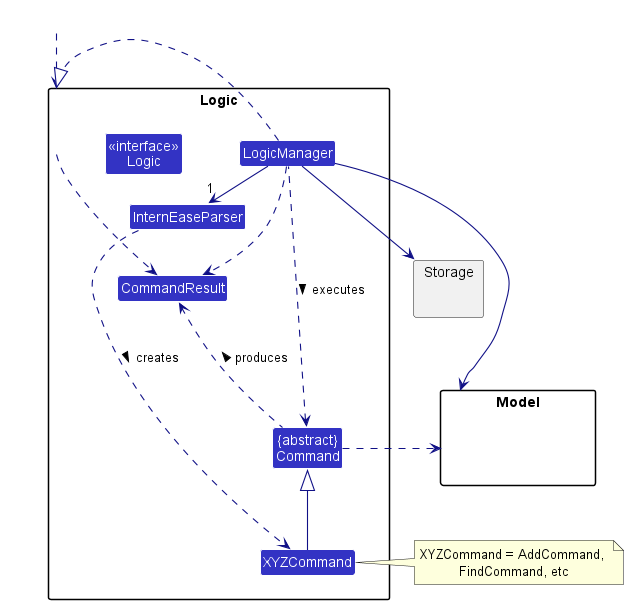 Logic
«interface»
Logic
LogicManager
1
InternEaseParser
Storage
CommandResult
executes
creates
produces
Model
{abstract}
Command
XYZCommand
XYZCommand = AddCommand,
FindCommand, etc